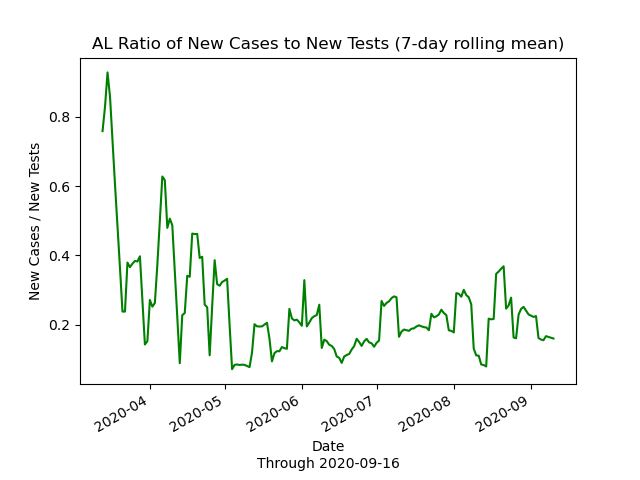 AL Ratio of New Cases to New Tests (7-day rolling mean)
New Cases / New Tests
0.8
0.6
0.4
0.2
2020-04
2020-05
2020-06
2020-07
2020-08
2020-09
Date
Through 2020-09-16